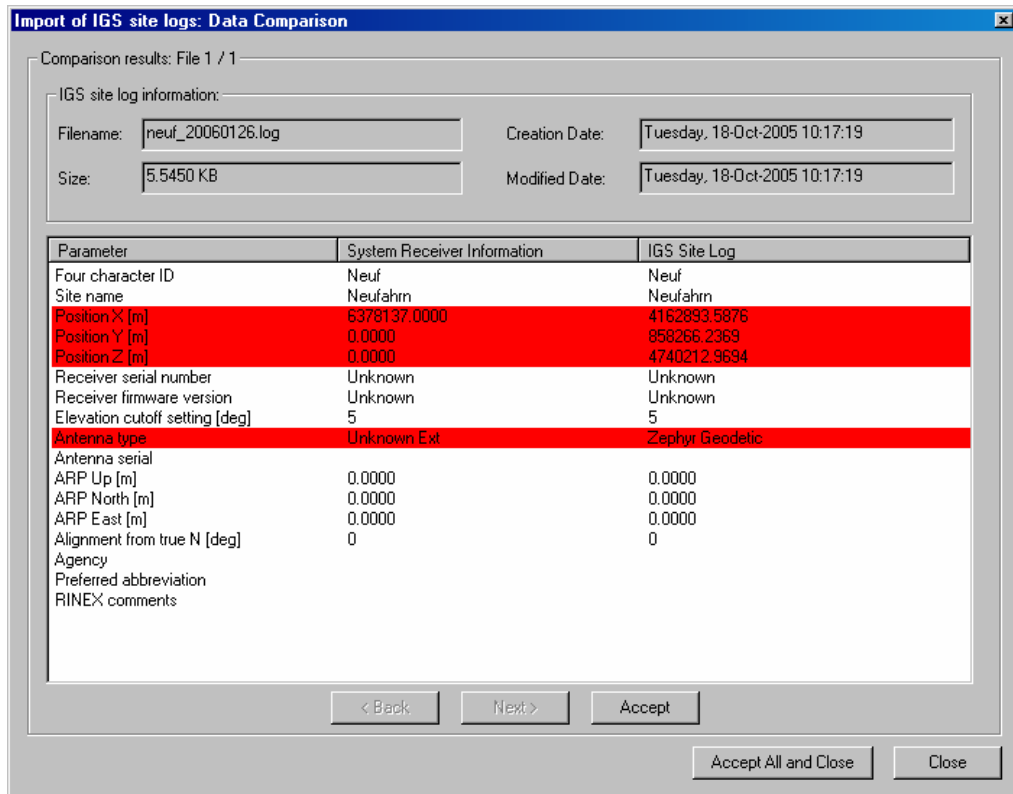 Import of IGS site logs: Data Comparison
Comparison results: File 1 / 1
IGS site log information:
Filename: neuf_20060126.log Creation Date: Tuesday, 18-Oct-2005 10:17:19
Size: 5.5450 KB Modified Date: Tuesday, 18-Oct-2005 10:17:19
Parameter System Receiver Information IGS Site Log
Four character ID Neuf Neuf
Site name Neufahrn Neufahrn
Position X [m] 6378137.0000 4162893.5876
Position Y [m] 0.0000 858266.2369
Position Z [m] 0.0000 4740212.9694
Receiver serial number Unknown Unknown
Receiver firmware version Unknown Unknown
Elevation cutoff setting [deg] 5 5
Antenna type Unknown Ext Zephyr Geodetic
Antenna serial
ARP Up [m] 0.0000 0.0000
ARP North [m] 0.0000 0.0000
ARP East [m] 0.0000 0.0000
Alignment from true N [deg] 0 0
Agency
Preferred abbreviation
RINEX comments
< Back Next > Accept
Accept All and Close Close